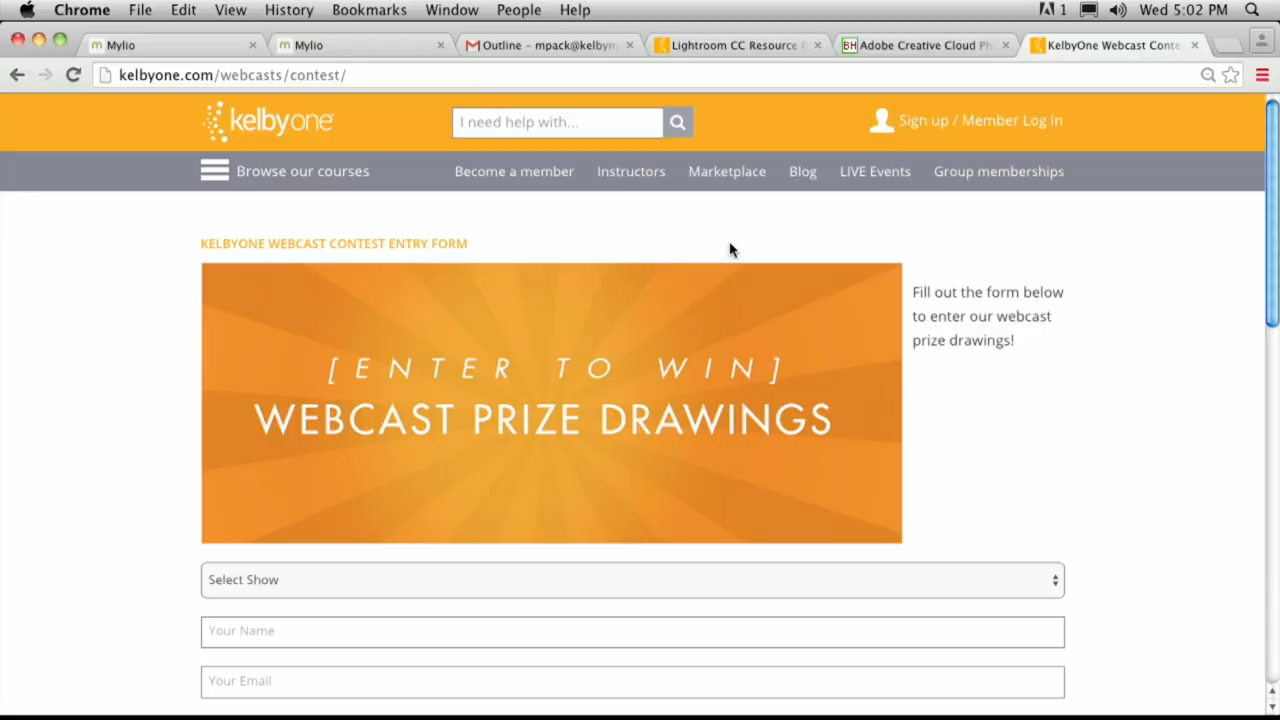 Chrome File Edit View History Bookmarks Window People Help 1 Wed 5:02 PM
Mylio Mylio Outline – mpack@kelbym Lightroom CC Resource C BH Adobe Creative Cloud Ph KelbyOne Webcast Conte
kelbyone.com/webcasts/contest/
kelbyone I need help with... Sign up / Member Log in
Browse our courses Become a member Instructors Marketplace Blog LIVE Events Group memberships
KELBYONE WEBCAST CONTEST ENTRY FORM
[ENTER TO WIN]
WEBCAST PRIZE DRAWINGS
Fill out the form below
to enter our webcast
prize drawings!
Select Show
Your Name
Your Email